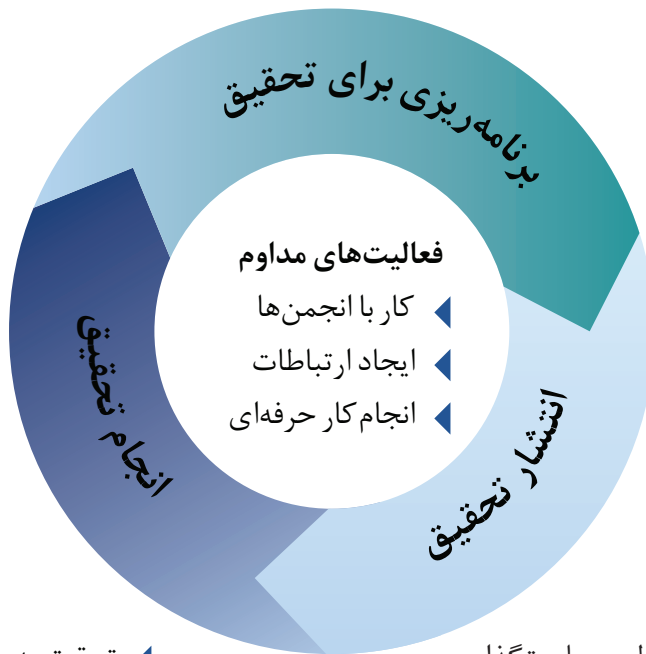 برنامه‌ریزی برای تحقیق
فعالیت‌های مداوم
کار با انجمن‌ها
ایجاد ارتباطات
انجام کار حرفه‌ای
انتشار تحقیق
انجام تحقیق